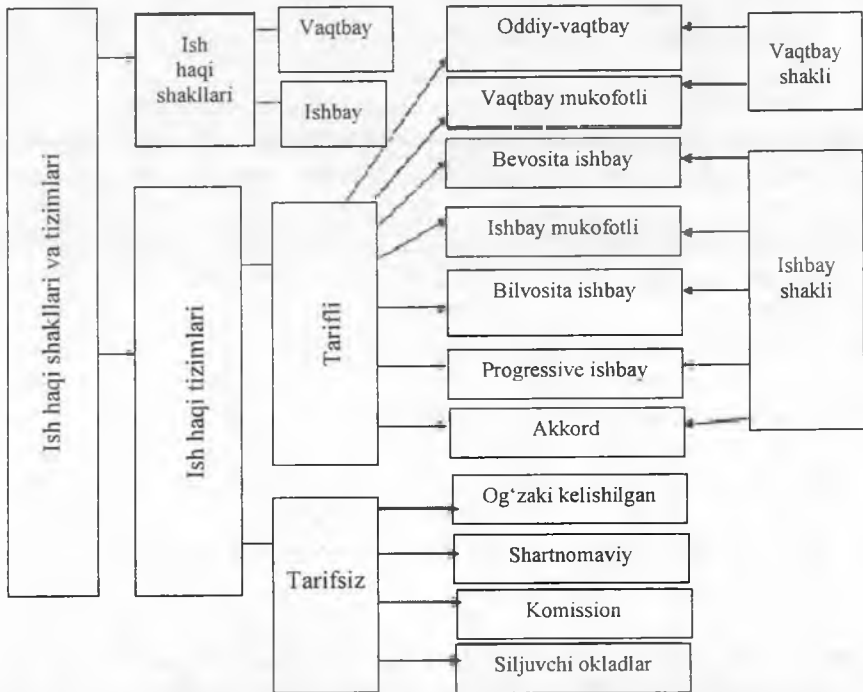 Ish haqi shakllari va tizimlari
Ish
haqi
shakllari
Vaqtbay
Ishbay
Ish haqi tizimlari
Tarifli
Tarifsiz
Oddiy-vaqtbay
Vaqtbay mukofotli
Bevosita ishbay
Ishbay mukofotli
Bilvosita ishbay
Progressive ishbay
Akkord
Og‘zaki kelishilgan
Shartnomaviy
Komission
Siljuvchi okladlar
Vaqtbay
shakli
Ishbay
shakli